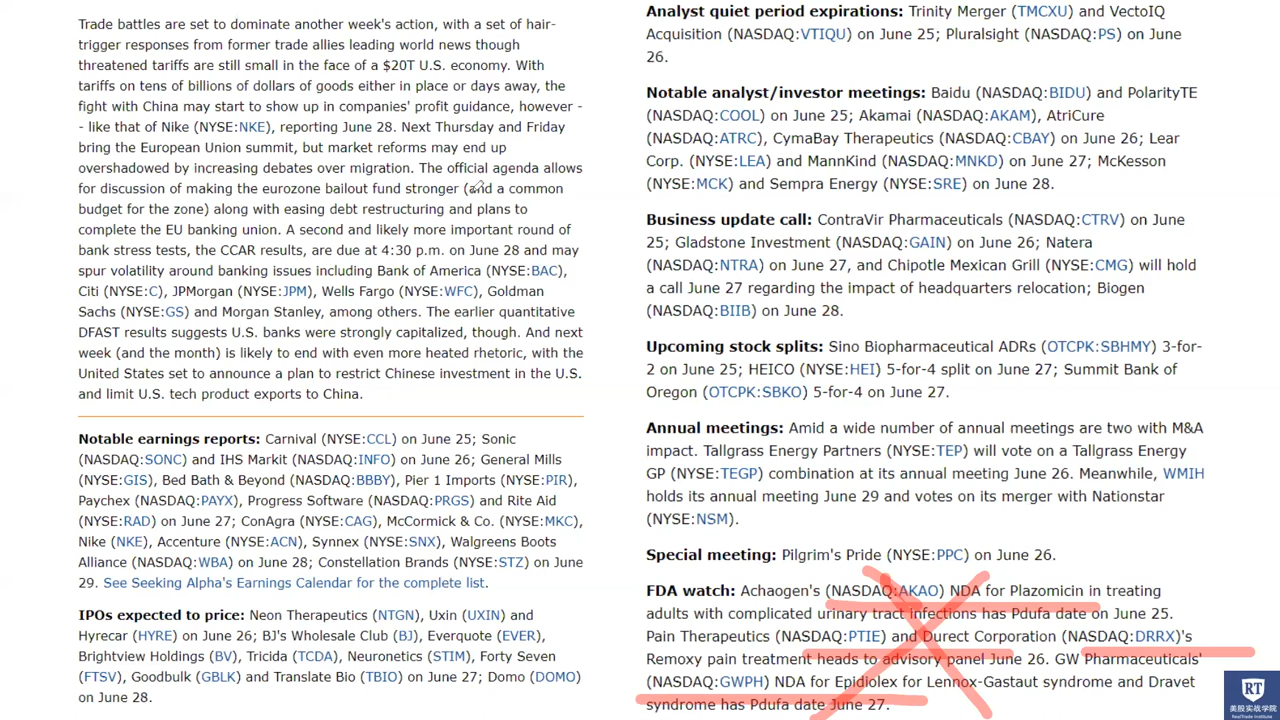 Trade battles are set to dominate another week's action, with a set of hair-
trigger responses from former trade allies leading world news though
threatened tariffs are still small in the face of a $20T U.S. economy. With
tariffs on tens of billions of dollars of goods either in place or days away, the
fight with China may start to show up in companies' profit guidance, however -
- like that of Nike (NYSE:NKE), reporting June 28. Next Thursday and Friday
bring the European Union summit, but market reforms may end up
overshadowed by increasing debates over migration. The official agenda allows
for discussion of making the eurozone bailout fund stronger (and a common
budget for the zone) along with easing debt restructuring and plans to
complete the EU banking union. A second and likely more important round of
bank stress tests, the CCAR results, are due at 4:30 p.m. on June 28 and may
spur volatility around banking issues including Bank of America (NYSE:BAC),
Citi (NYSE:C), JPMorgan (NYSE:JPM), Wells Fargo (NYSE:WFC), Goldman
Sachs (NYSE:GS) and Morgan Stanley, among others. The earlier quantitative
DFAST results suggests U.S. banks were strongly capitalized, though. And next
week (and the month) is likely to end with even more heated rhetoric, with the
United States set to announce a plan to restrict Chinese investment in the U.S.
and limit U.S. tech product exports to China.
Notable earnings reports: Carnival (NYSE:CCL) on June 25; Sonic
(NASDAQ:SONC) and IHS Markit (NASDAQ:INFO) on June 26; General Mills
(NYSE:GIS), Bed Bath & Beyond (NASDAQ:BBBY), Pier 1 Imports (NYSE:PIR),
Paychex (NASDAQ:PAYX), Progress Software (NASDAQ:PRGS) and Rite Aid
(NYSE:RAD) on June 27; ConAgra (NYSE:CAG), McCormick & Co. (NYSE:MKC),
Nike (NKE), Accenture (NYSE:ACN), Synnex (NYSE:SNX), Walgreens Boots
Alliance (NASDAQ:WBA) on June 28; Constellation Brands (NYSE:STZ) on June
29. See Seeking Alpha's Earnings Calendar for the complete list.
IPOs expected to price: Neon Therapeutics (NTGN), Uxin (UXIN) and
Hyrecar (HYRE) on June 26; BJ's Wholesale Club (BJ), Everquote (EVER),
Brightview Holdings (BV), Tricida (TCDA), Neuronetics (STIM), Forty Seven
(FTSV), Goodbulk (GBLK) and Translate Bio (TBIO) on June 27; Domo (DOMO)
on June 28.
Analyst quiet period expirations: Trinity Merger (TMCXU) and VectoIQ
Acquisition (NASDAQ:VTIQU) on June 25; Pluralsight (NASDAQ:PS) on June
26.
Notable analyst/investor meetings: Baidu (NASDAQ:BIDU) and PolarityTE
(NASDAQ:COOL) on June 25; Akamai (NASDAQ:AKAM), AtriCure
(NASDAQ:ATRC), CymaBay Therapeutics (NASDAQ:CBAY) on June 26; Lear
Corp. (NYSE:LEA) and MannKind (NASDAQ:MNKD) on June 27; McKesson
(NYSE:MCK) and Sempra Energy (NYSE:SRE) on June 28.
Business update call: ContraVir Pharmaceuticals (NASDAQ:CTRV) on June
25; Gladstone Investment (NASDAQ:GAIN) on June 26; Natera
(NASDAQ:NTRA) on June 27, and Chipotle Mexican Grill (NYSE:CMG) will hold
a call June 27 regarding the impact of headquarters relocation; Biogen
(NASDAQ:BIIB) on June 28.
Upcoming stock splits: Sino Biopharmaceutical ADRs (OTCPK:SBHMY) 3-for-
2 on June 25; HEICO (NYSE:HEI) 5-for-4 split on June 27; Summit Bank of
Oregon (OTCPK:SBKO) 5-for-4 on June 27.
Annual meetings: Amid a wide number of annual meetings are two with M&A
impact. Tallgrass Energy Partners (NYSE:TEP) will vote on a Tallgrass Energy
GP (NYSE:TEGP) combination at its annual meeting June 26. Meanwhile, WMIH
holds its annual meeting June 29 and votes on its merger with Nationstar
(NYSE:NSM).
Special meeting: Pilgrim's Pride (NYSE:PPC) on June 26.
FDA watch: Achaogen's (NASDAQ:AKAO) NDA for Plazomicin in treating
adults with complicated urinary tract infections has Pdufa date on June 25.
Pain Therapeutics (NASDAQ:PTIE) and Durect Corporation (NASDAQ:DRRX)'s
Remoxy pain treatment heads to advisory panel June 26. GW Pharmaceuticals'
(NASDAQ:GWPH) NDA for Epidiolex for Lennox-Gastaut syndrome and Dravet
syndrome has Pdufa date June 27.
RT
美股实战学院
RealTrade Institute